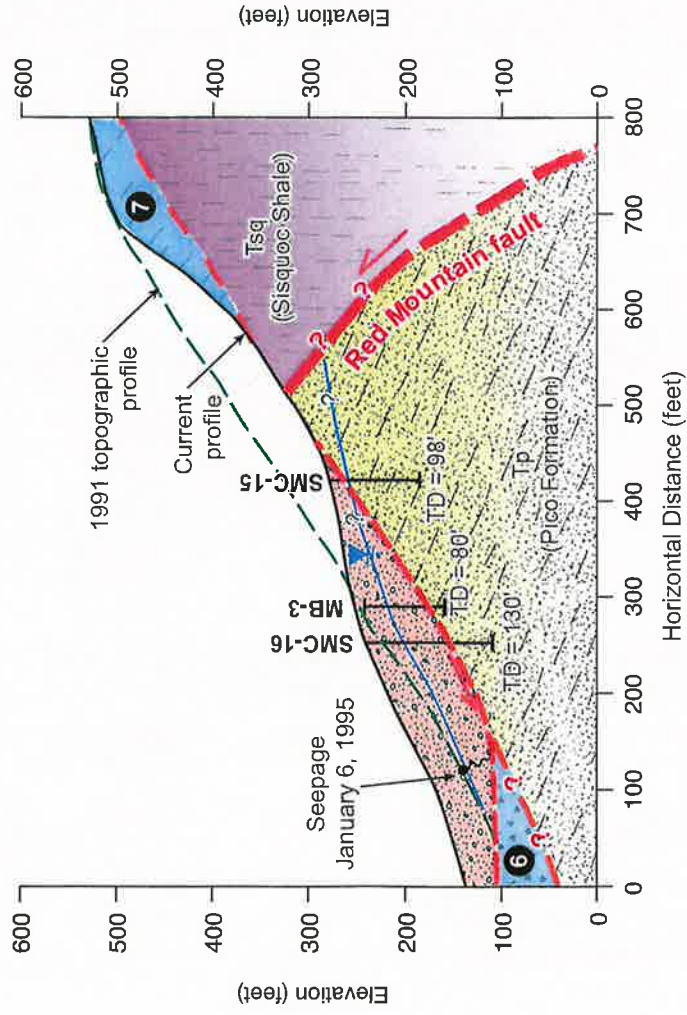 600
500
400
300
200
100
0
Elevation (feet)
600
500
400
300
200
100
0
Elevation (feet)
0
100
200
300
400
500
600
700
800
Horizontal Distance (feet)
1991 topographic
profile
Current
profile
7
Tsq
((Sisquoc Shale))
Red Mountain fault
?
?
?
?
?
SMC-15
MB-3
SMC-16
TD = 98'
TD = 80'
TD = 130'
Tp
(Pico Formation)
Seepage
January 6, 1995
6
?
?